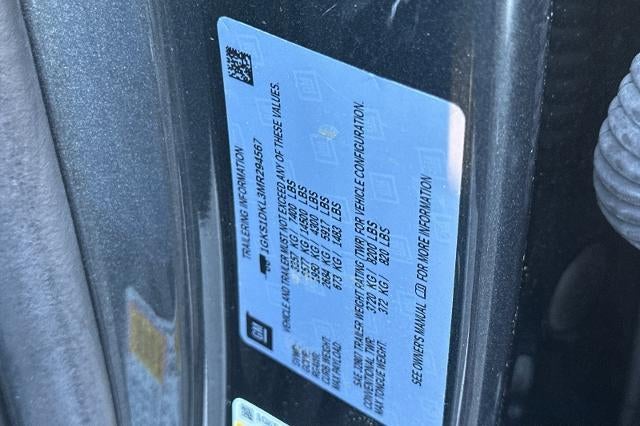 TRAILERING INFORMATION
1GKS1DKL3MR294567
VEHICLE AND TRAILER MUST NOT EXCEED ANY OF THESE VALUES.
GVWR: 3357 KG / 7400 LBS
GCWR: 6577 KG / 14500 LBS
RGAWR: 1950 KG / 4300 LBS
CURB WEIGHT: 2684 KG / 5917 LBS
MAX PAYLOAD: 673 KG / 1483 LBS
SAE J2807 TRAILER WEIGHT RATING (TWR) FOR VEHICLE CONFIGURATION.
CONVENTIONAL TWR: 3720 KG / 8200 LBS
MAX TONGUE WEIGHT: 372 KG / 820 LBS
SEE OWNER'S MANUAL FOR MORE INFORMATION
GM